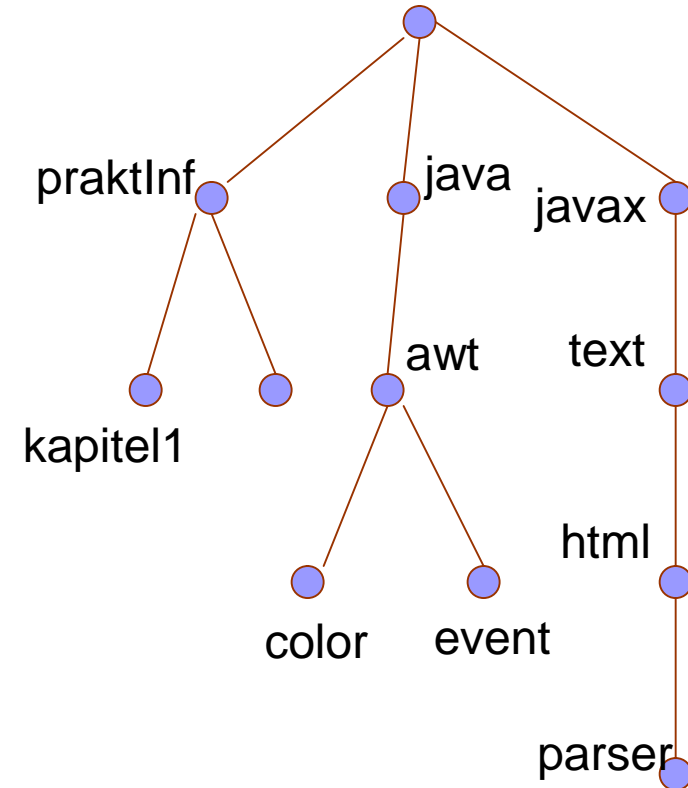 praktInf
java
javax
awt
text
kapitel1
html
color
event
parser